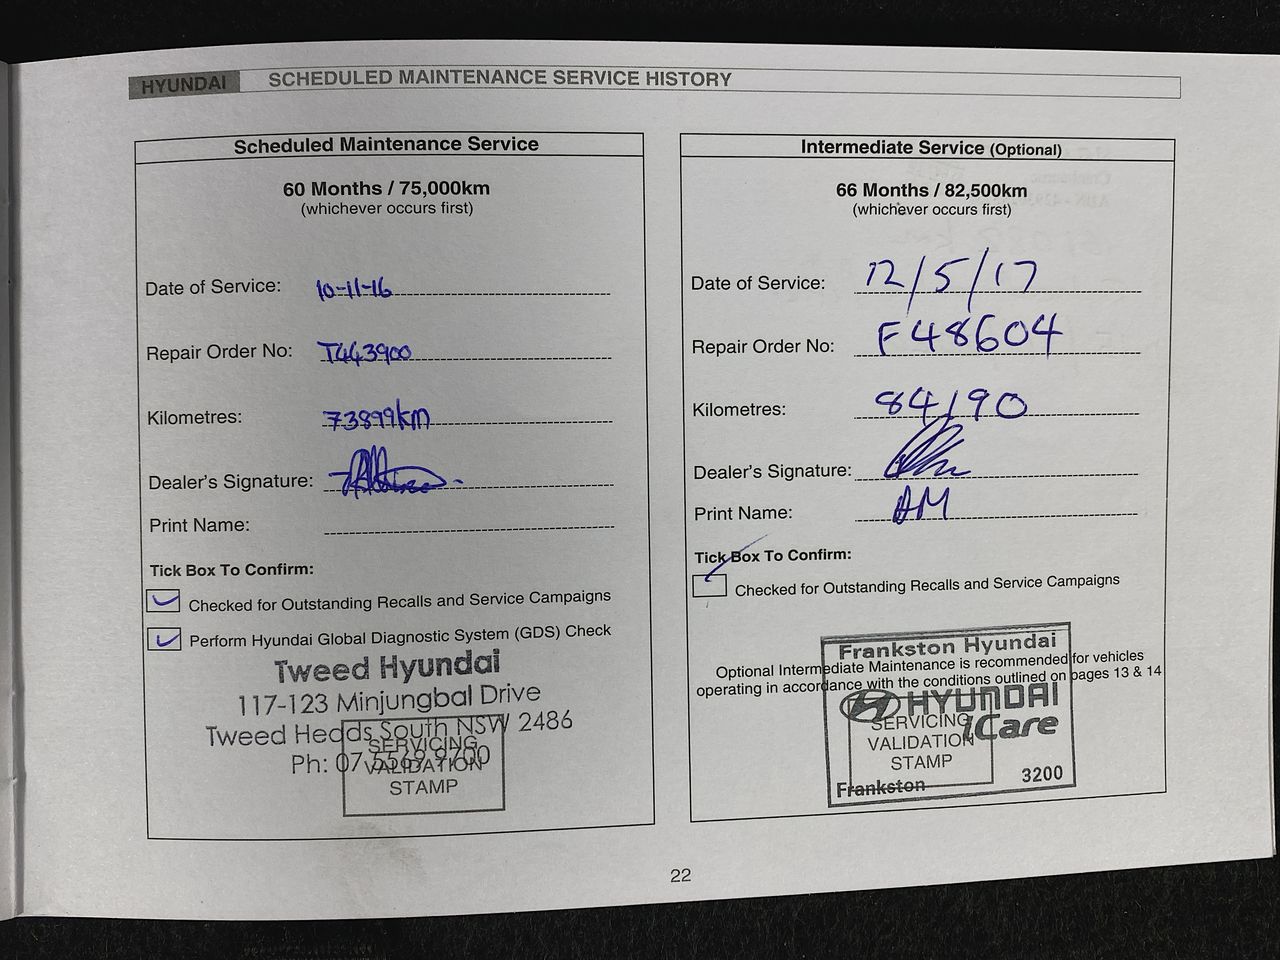 HYUNDAI SCHEDULED MAINTENANCE SERVICE HISTORY
Scheduled Maintenance Service
60 Months / 75,000km
(whichever occurs first)
Date of Service: 10-11-16
Repair Order No: T443900
Kilometres: 73899km
Dealer's Signature:
Print Name:
Tick Box To Confirm:
Checked for Outstanding Recalls and Service Campaigns
Perform Hyundai Global Diagnostic System (GDS) Check
Tweed Hyundai
117-123 Minjungbal Drive
Tweed Heads South NSW 2486
Ph: 07 5569 9700
SERVICING
VALIDATION
STAMP
Intermediate Service (Optional)
66 Months / 82,500km
(whichever occurs first)
Date of Service: 12/5/17
Repair Order No: F48604
Kilometres: 84190
Dealer's Signature:
Print Name: AM
Tick Box To Confirm:
Checked for Outstanding Recalls and Service Campaigns
Optional Intermediate Maintenance is recommended for vehicles
operating in accordance with the conditions outlined on pages 13 & 14
Frankston Hyundai
HYUNDAI
iCare
SERVICING
VALIDATION
STAMP
Frankston 3200
22